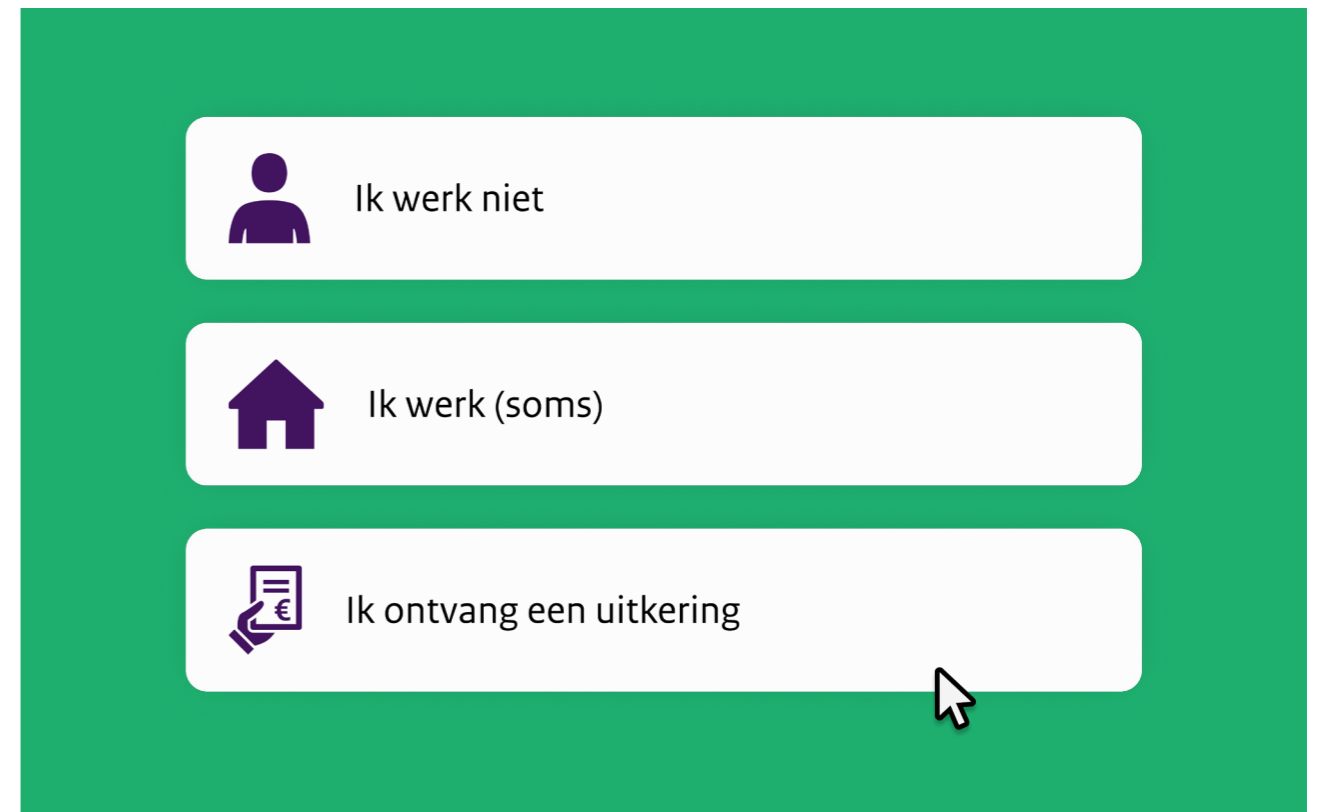 Ik werk niet
Ik werk (soms)
€
Ik ontvang een uitkering